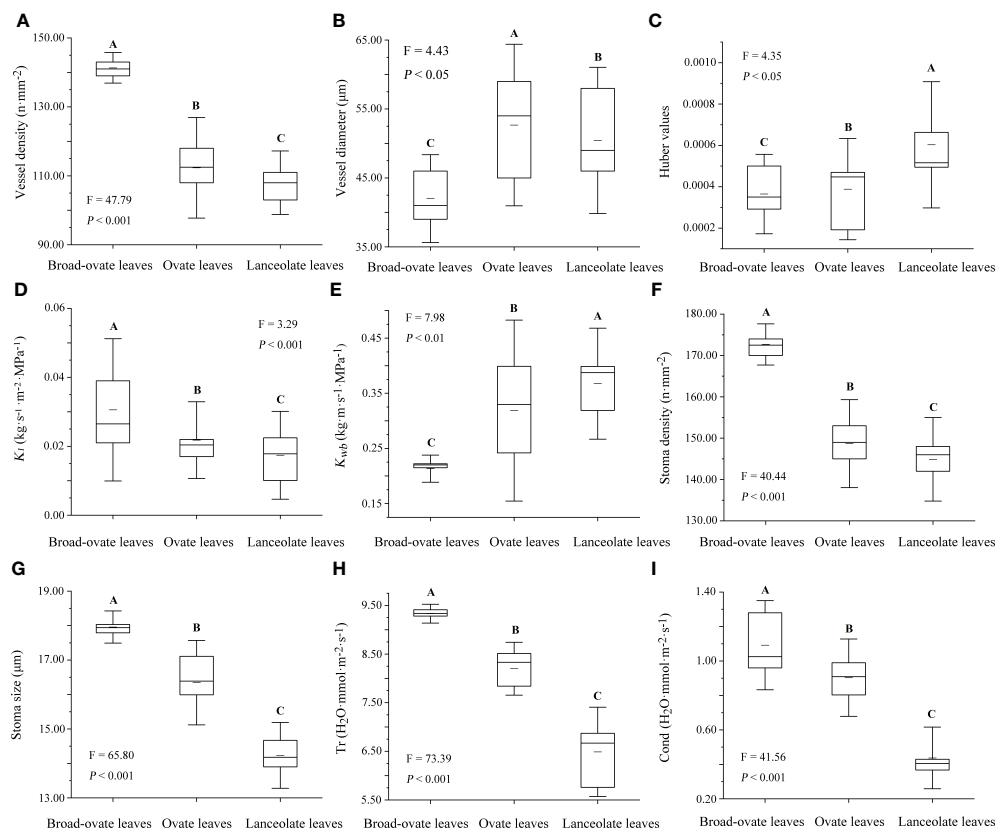 A
Vessel density (n·mm⁻²)
150.00
130.00
110.00
90.00
A
B
C
F = 47.79
P < 0.001
Broad-ovate leaves Ovate leaves Lanceolate leaves
B
Vessel diameter (μm)
65.00
55.00
45.00
35.00
F = 4.43
P < 0.05
C
A
B
Broad-ovate leaves Ovate leaves Lanceolate leaves
C
Huber values
0.0010
0.0008
0.0006
0.0004
0.0002
F = 4.35
P < 0.05
C
B
A
Broad-ovate leaves Ovate leaves Lanceolate leaves
D
Kl (kg·s⁻¹·m⁻²·MPa⁻¹)
0.06
0.04
0.02
0.00
A
B
C
F = 3.29
P < 0.001
Broad-ovate leaves Ovate leaves Lanceolate leaves
E
Kwb (kg·m·s⁻¹·MPa⁻¹)
0.45
0.35
0.25
0.15
F = 7.98
P < 0.01
C
B
A
Broad-ovate leaves Ovate leaves Lanceolate leaves
F
Stoma density (n·mm⁻²)
180.00
170.00
160.00
150.00
140.00
130.00
A
B
C
F = 40.44
P < 0.001
Broad-ovate leaves Ovate leaves Lanceolate leaves
G
Stoma size (μm)
19.00
17.00
15.00
13.00
A
B
C
F = 65.80
P < 0.001
Broad-ovate leaves Ovate leaves Lanceolate leaves
H
Tr (H₂O·mmol·m⁻²·s⁻¹)
9.50
8.50
7.50
6.50
5.50
A
B
C
F = 73.39
P < 0.001
Broad-ovate leaves Ovate leaves Lanceolate leaves
I
Cond (H₂O·mmol·m⁻²·s⁻¹)
1.40
1.00
0.60
0.20
A
B
C
F = 41.56
P < 0.001
Broad-ovate leaves Ovate leaves Lanceolate leaves